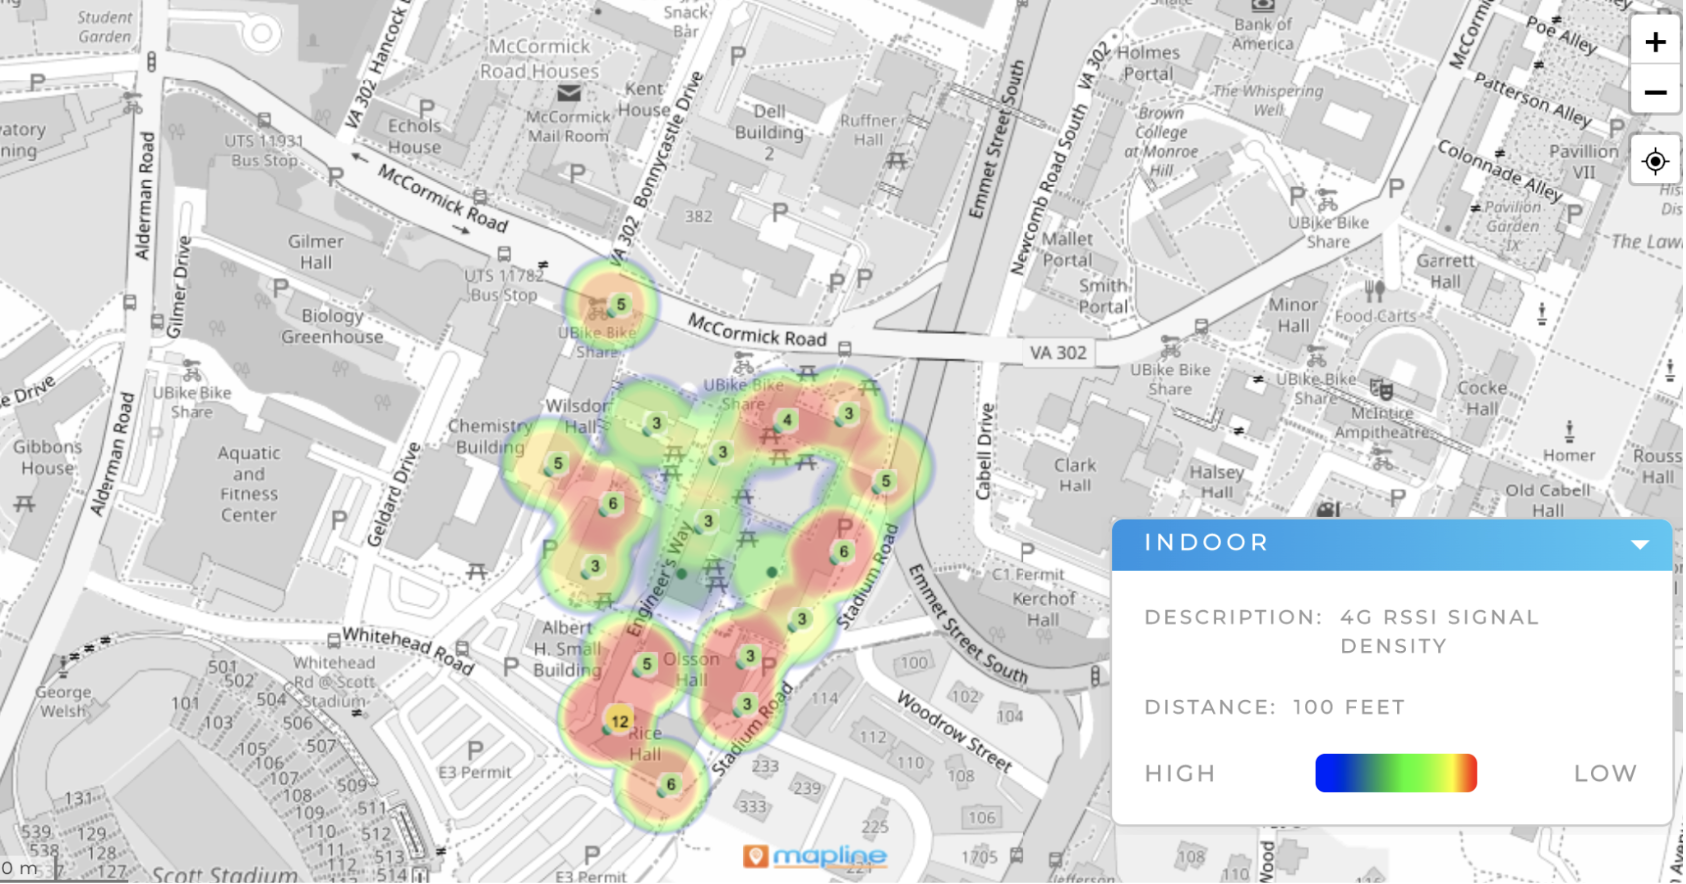 Student
Garden
VA 302 Hancock
Snack-
Bar
McCormick
Road Houses
Bank of
America
Holmes
Portal
VA 302
Poe Alley
Patterson Alley
The Whispering
Well
Kent
House
McCormick
Mail Room
Echols
House
Dell
Building
2
Ruffner
Hall
Brown
College
at Monroe
Hill
Colonnade Alley
Pavillion
VII
UTS 11931
Bus Stop
Alderman Road
McCormick Road
VA 302 Bonnycastle Drive
382
Emmet Street South
Newcomb Road South
UBike Bike
Share
Pavilion
Garden
IX
The Law
Gilmer
Hall
Gilmer Drive
Mallet
Portal
Smith
Portal
Garrett
Hall
UTS 11782
Bus Stop
Biology
Greenhouse
5
UBike Bike
Share
McCormick Road
VA 302
Minor
Hall
Food Carts
UBike Bike
Share
UBike Bike
Share
UBike Bike
Share
UBike Bike
Share
Cocke
Hall
McIntire
Ampitheatre
Wilsdorf
Hall
Chemistry
Building
3
4
3
3
5
5
6
3
6
3
3
Gibbons
House
Alderman Road
Aquatic
and
Fitness
Center
Geldard Drive
Cabell Drive
Clark
Hall
Halsey
Hall
Homer
Old Cabell
Hall
Engineer's Way
Stadium Road
Emmet Street South
C1 Permit
Kerchof
Hall
Whitehead Road
Albert
H. Small
Building
5
Olsson
Hall
3
3
12
Rice
Hall
6
Stadium Road
Whitehead
Rd @ Scott
Stadium
George
Welsh
501
502
504
506
507
509
511
512
513
514
101
103
105
106
107
108
109
110
111
131
129
128
127
539
538
537
E3 Permit
E3 Permit
100
102
104
114
112
110
108
106
Woodrow Street
233
239
333
225
1705
108
110
Wood
Jefferson
Scott Stadium
0 m
mapline
+
−
INDOOR
DESCRIPTION: 4G RSSI SIGNAL
DENSITY
DISTANCE: 100 FEET
HIGH LOW